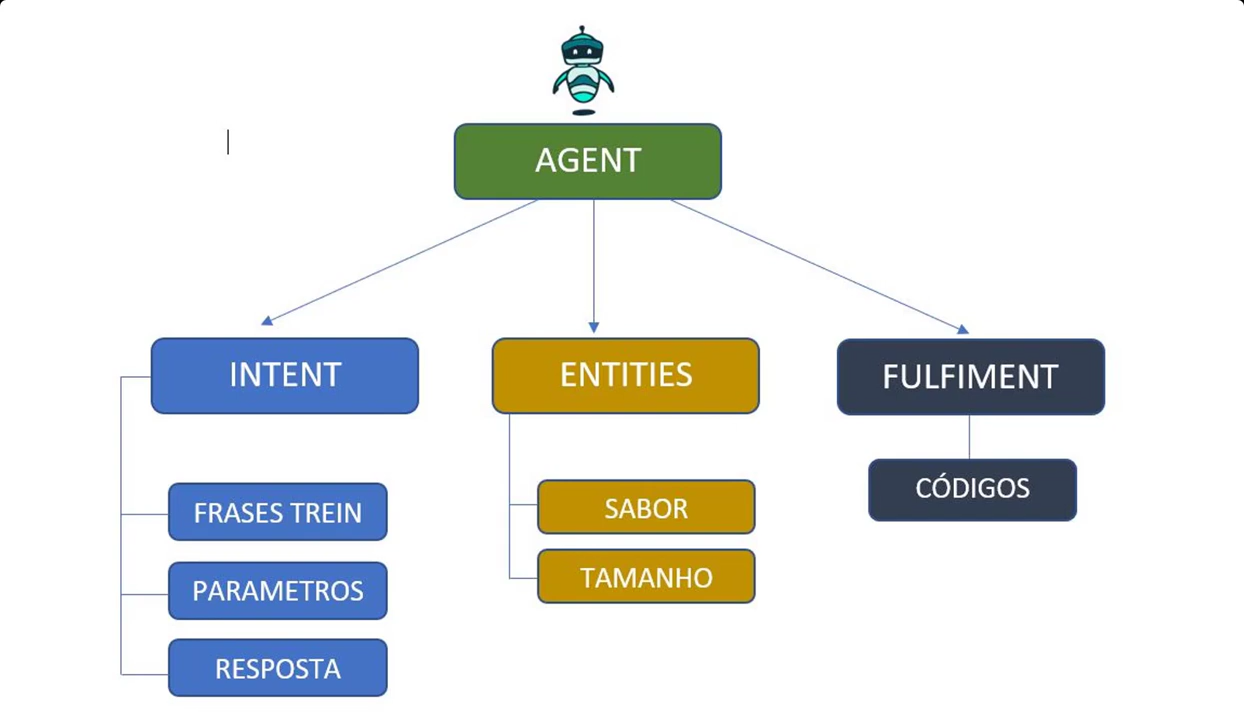 AGENT
INTENT
ENTITIES
FULFIMENT
FRASES TREIN
PARAMETROS
RESPOSTA
SABOR
TAMANHO
CÓDIGOS